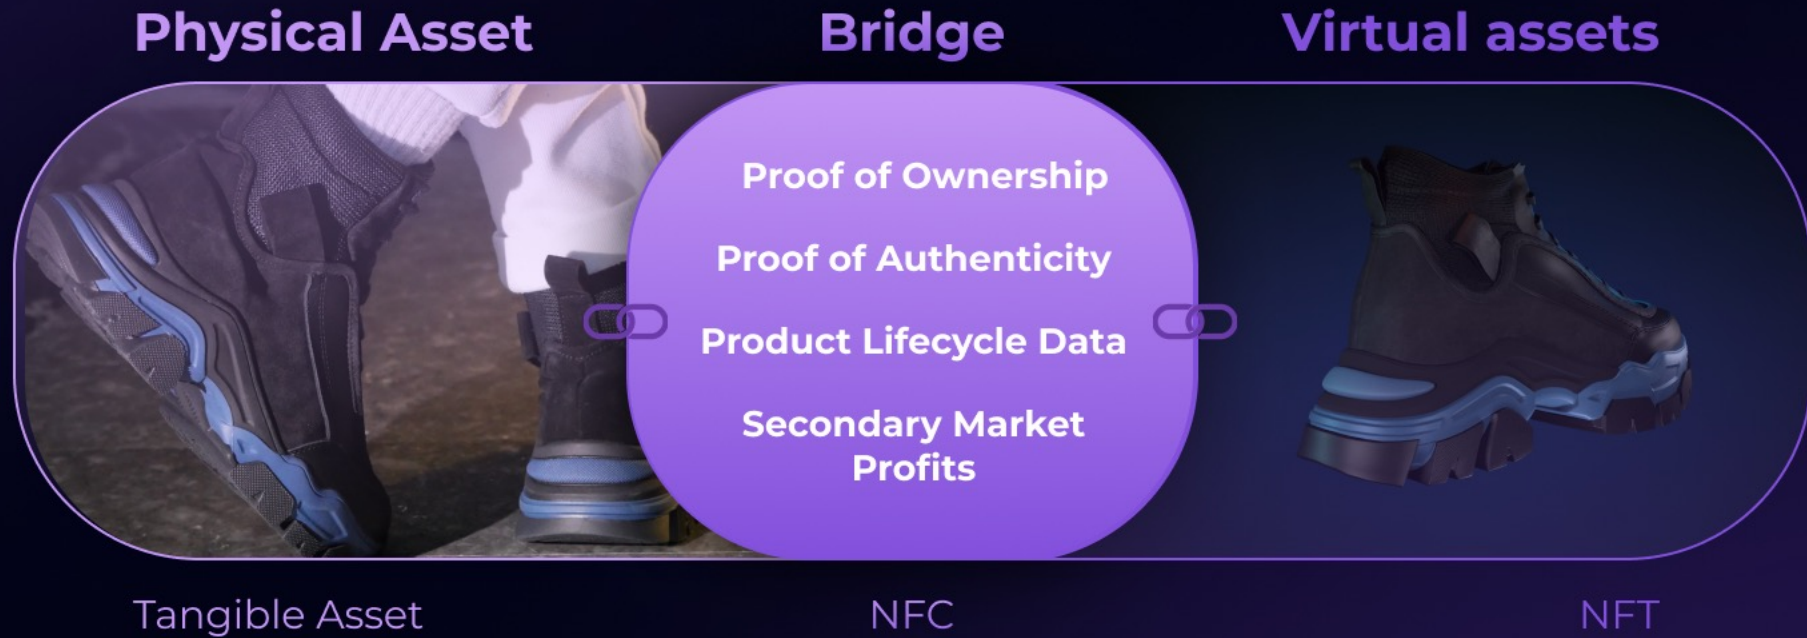 Physical Asset
Bridge
Virtual assets
Proof of Ownership
Proof of Authenticity
Product Lifecycle Data
Secondary Market
Profits
Tangible Asset
NFC
NFT